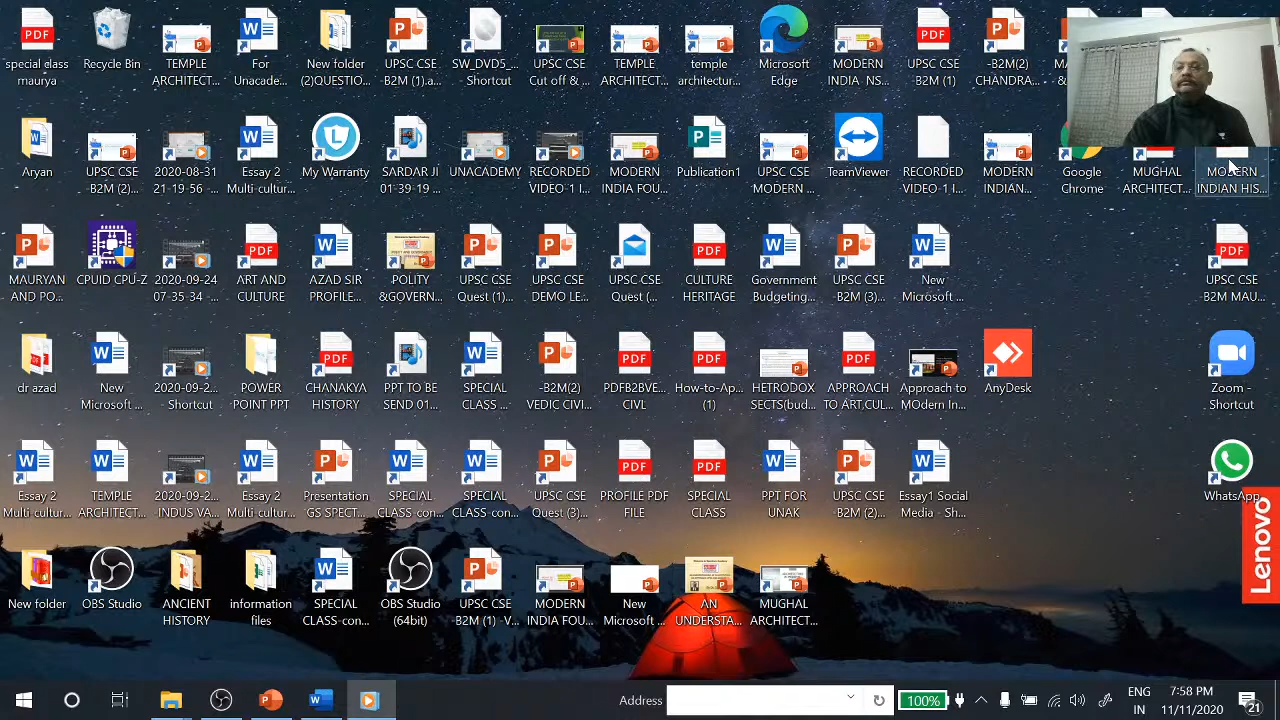 special class
maurya
Recycle Bin
TEMPLE
ARCHITECT...
For
Unacade...
New folder
(2)QUESTIO...
UPSC CSE
B2M (1) a...
SW_DVD5_...
Shortcut
UPSC CSE
Cut off & ...
TEMPLE
ARCHITECT...
temple
architectur...
Microsoft
Edge
MODERN
INDIA NS...
UPSC CSE
B2M (1)
-B2M(2)
CHANDRA...
Aryan
UPSC CSE
B2M (2)...
2020-08-31
21-19-56 -...
Essay 2
Multi-cultur...
My Warranty
SARDAR JI
01-39-19 ...
UNACADEMY
RECORDED
VIDEO-1 I...
MODERN
INDIA FOU...
Publication1
UPSC CSE
MODERN ...
TeamViewer
RECORDED
VIDEO-1 I...
MODERN
INDIAN...
Google
Chrome
MUGHAL
ARCHITECT...
MODERN
INDIAN HIS...
MAURYAN
AND PO...
CPUID CPU-Z
2020-09-2...
07-35-34 -...
ART AND
CULTURE
AZAD SIR
PROFILE...
POLITY
&GOVERN...
UPSC CSE
Quest (1)...
UPSC CSE
DEMO LE...
UPSC CSE
Quest (...
CULTURE
HERITAGE
Government
Budgeting...
UPSC CSE
B2M (3)...
New
Microsoft ...
UPSC CSE
B2M MAU...
dr azad
New
Microsoft ...
2020-09-2...
Shortcut
POWER
POINT PPT
CHANAKYA
HISTORY
PPT TO BE
SEND 01...
SPECIAL
CLASS ...
-B2M(2)
VEDIC CIVI...
PDFB2BVE...
CIVL
How-to-Ap...
(1)
HETRODOX
SECTS(bud...
APPROACH
TO ART,CUL...
Approach to
MOdern In...
AnyDesk
Zoom -
Shortcut
Essay 2
Multi-cultur...
TEMPLE
ARCHITECT...
2020-09-2...
INDUS VA...
Essay 2
Multi-cultur...
Presentation
GS SPECT...
SPECIAL
CLASS-con...
SPECIAL
CLASS-con...
UPSC CSE
Quest (3)...
PROFILE PDF
FILE
SPECIAL
CLASS
PPT FOR
UNAK
UPSC CSE
-B2M (2)...
Essay1 Social
Media - Sh...
WhatsApp
Lenovo
New folder
OBS Studio
ANCIENT
HISTORY
information
files
SPECIAL
CLASS-con...
OBS Studio
(64bit)
UPSC CSE
-B2M (1) -V...
MODERN
INDIA FOU...
New
Microsoft ...
AN
UNDERSTA...
MUGHAL
ARCHITECT...
Address
100%
ENG
IN
7:58 PM
11/11/2020
21